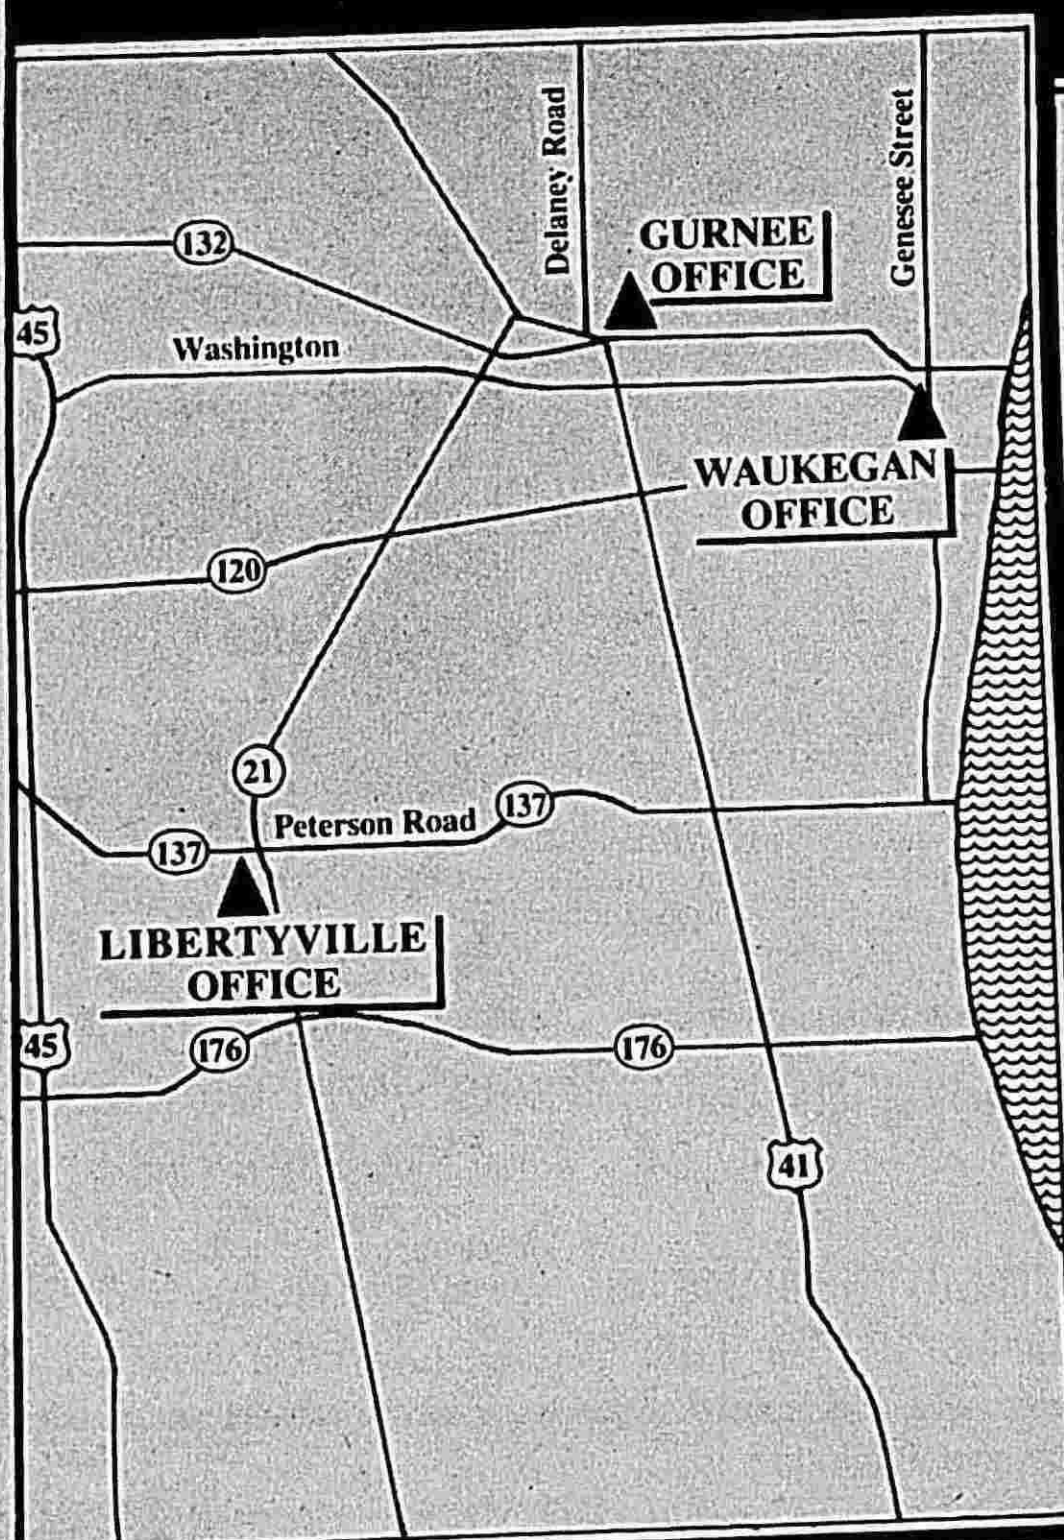 Delaney Road
Genesee Street
132
GURNEE
OFFICE
45
Washington
WAUKEGAN
OFFICE
120
21
Peterson Road
137
137
LIBERTYVILLE
OFFICE
45
176
176
41